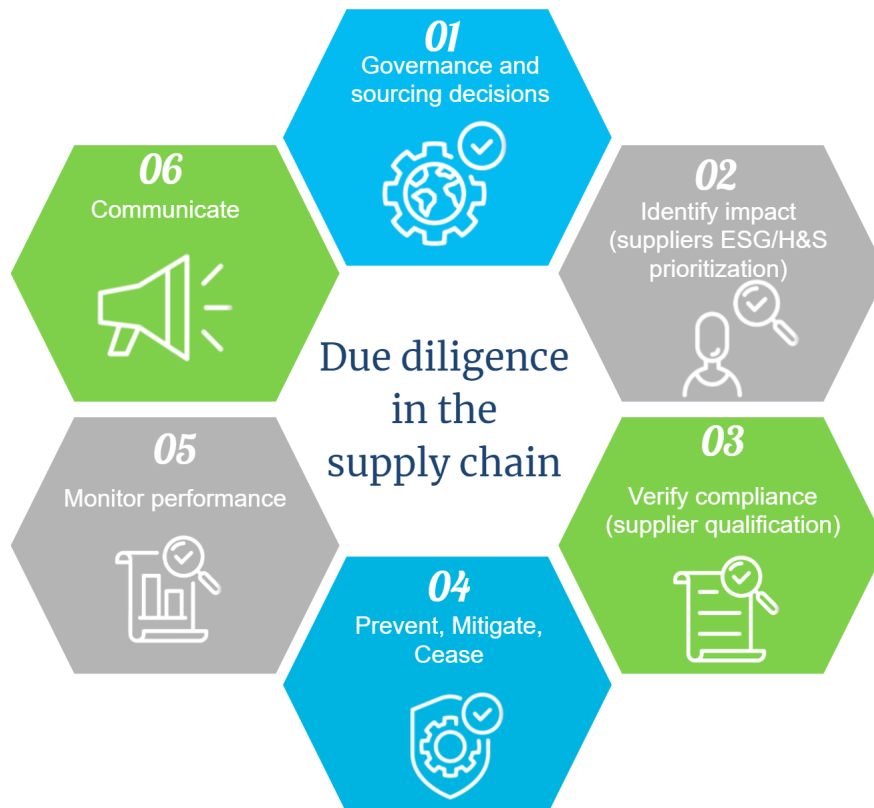 01
Governance and
sourcing decisions
02
Identify impact
(suppliers ESG/H&S
prioritization)
03
Verify compliance
(supplier qualification)
04
Prevent, Mitigate,
Cease
05
Monitor performance
06
Communicate
Due diligence
in the
supply chain